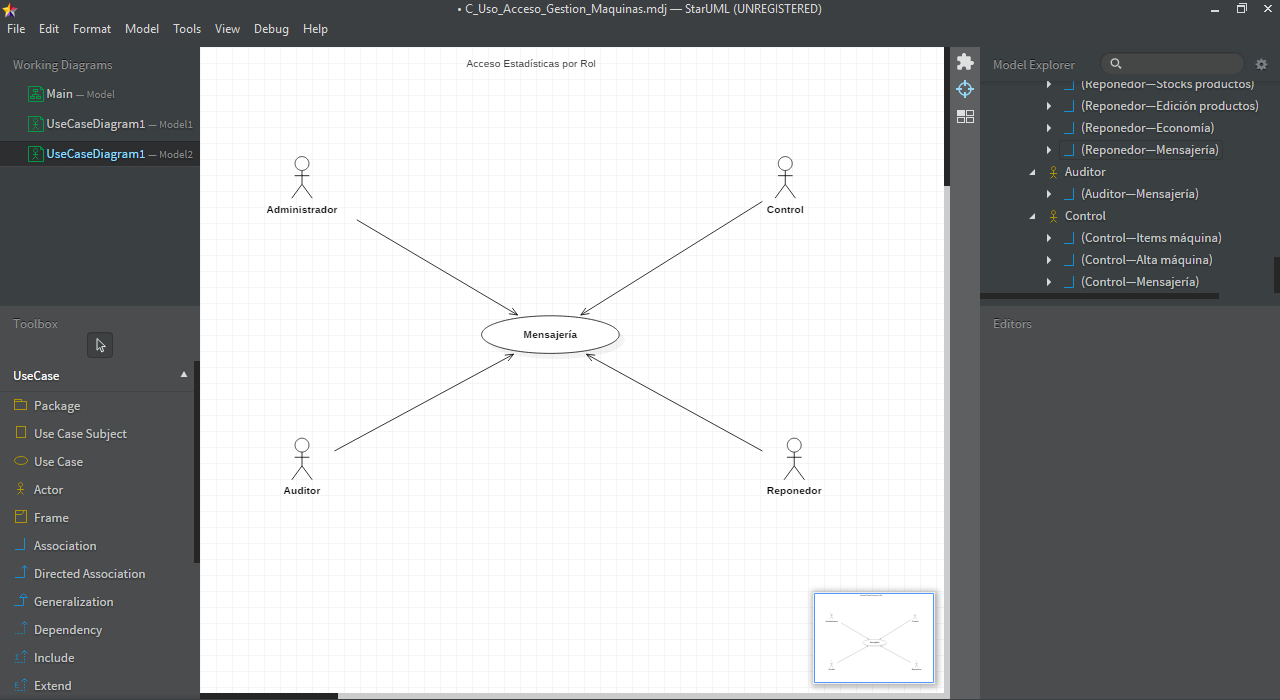 • C_Uso_Acceso_Gestion_Maquinas.mdj — StarUML (UNREGISTERED)
File Edit Format Model Tools View Debug Help
Working Diagrams
Main — Model
UseCaseDiagram1 — Model1
UseCaseDiagram1 — Model2
Toolbox
UseCase
Package
Use Case Subject
Use Case
Actor
Frame
Association
Directed Association
Generalization
Dependency
Include
Extend
Acceso Estadísticas por Rol
Administrador
Control
Mensajería
Auditor
Reponedor
Model Explorer
(Reponedor—Stocks productos)
(Reponedor—Edición productos)
(Reponedor—Economía)
(Reponedor—Mensajería)
Auditor
(Auditor—Mensajería)
Control
(Control—Items máquina)
(Control—Alta máquina)
(Control—Mensajería)
Editors